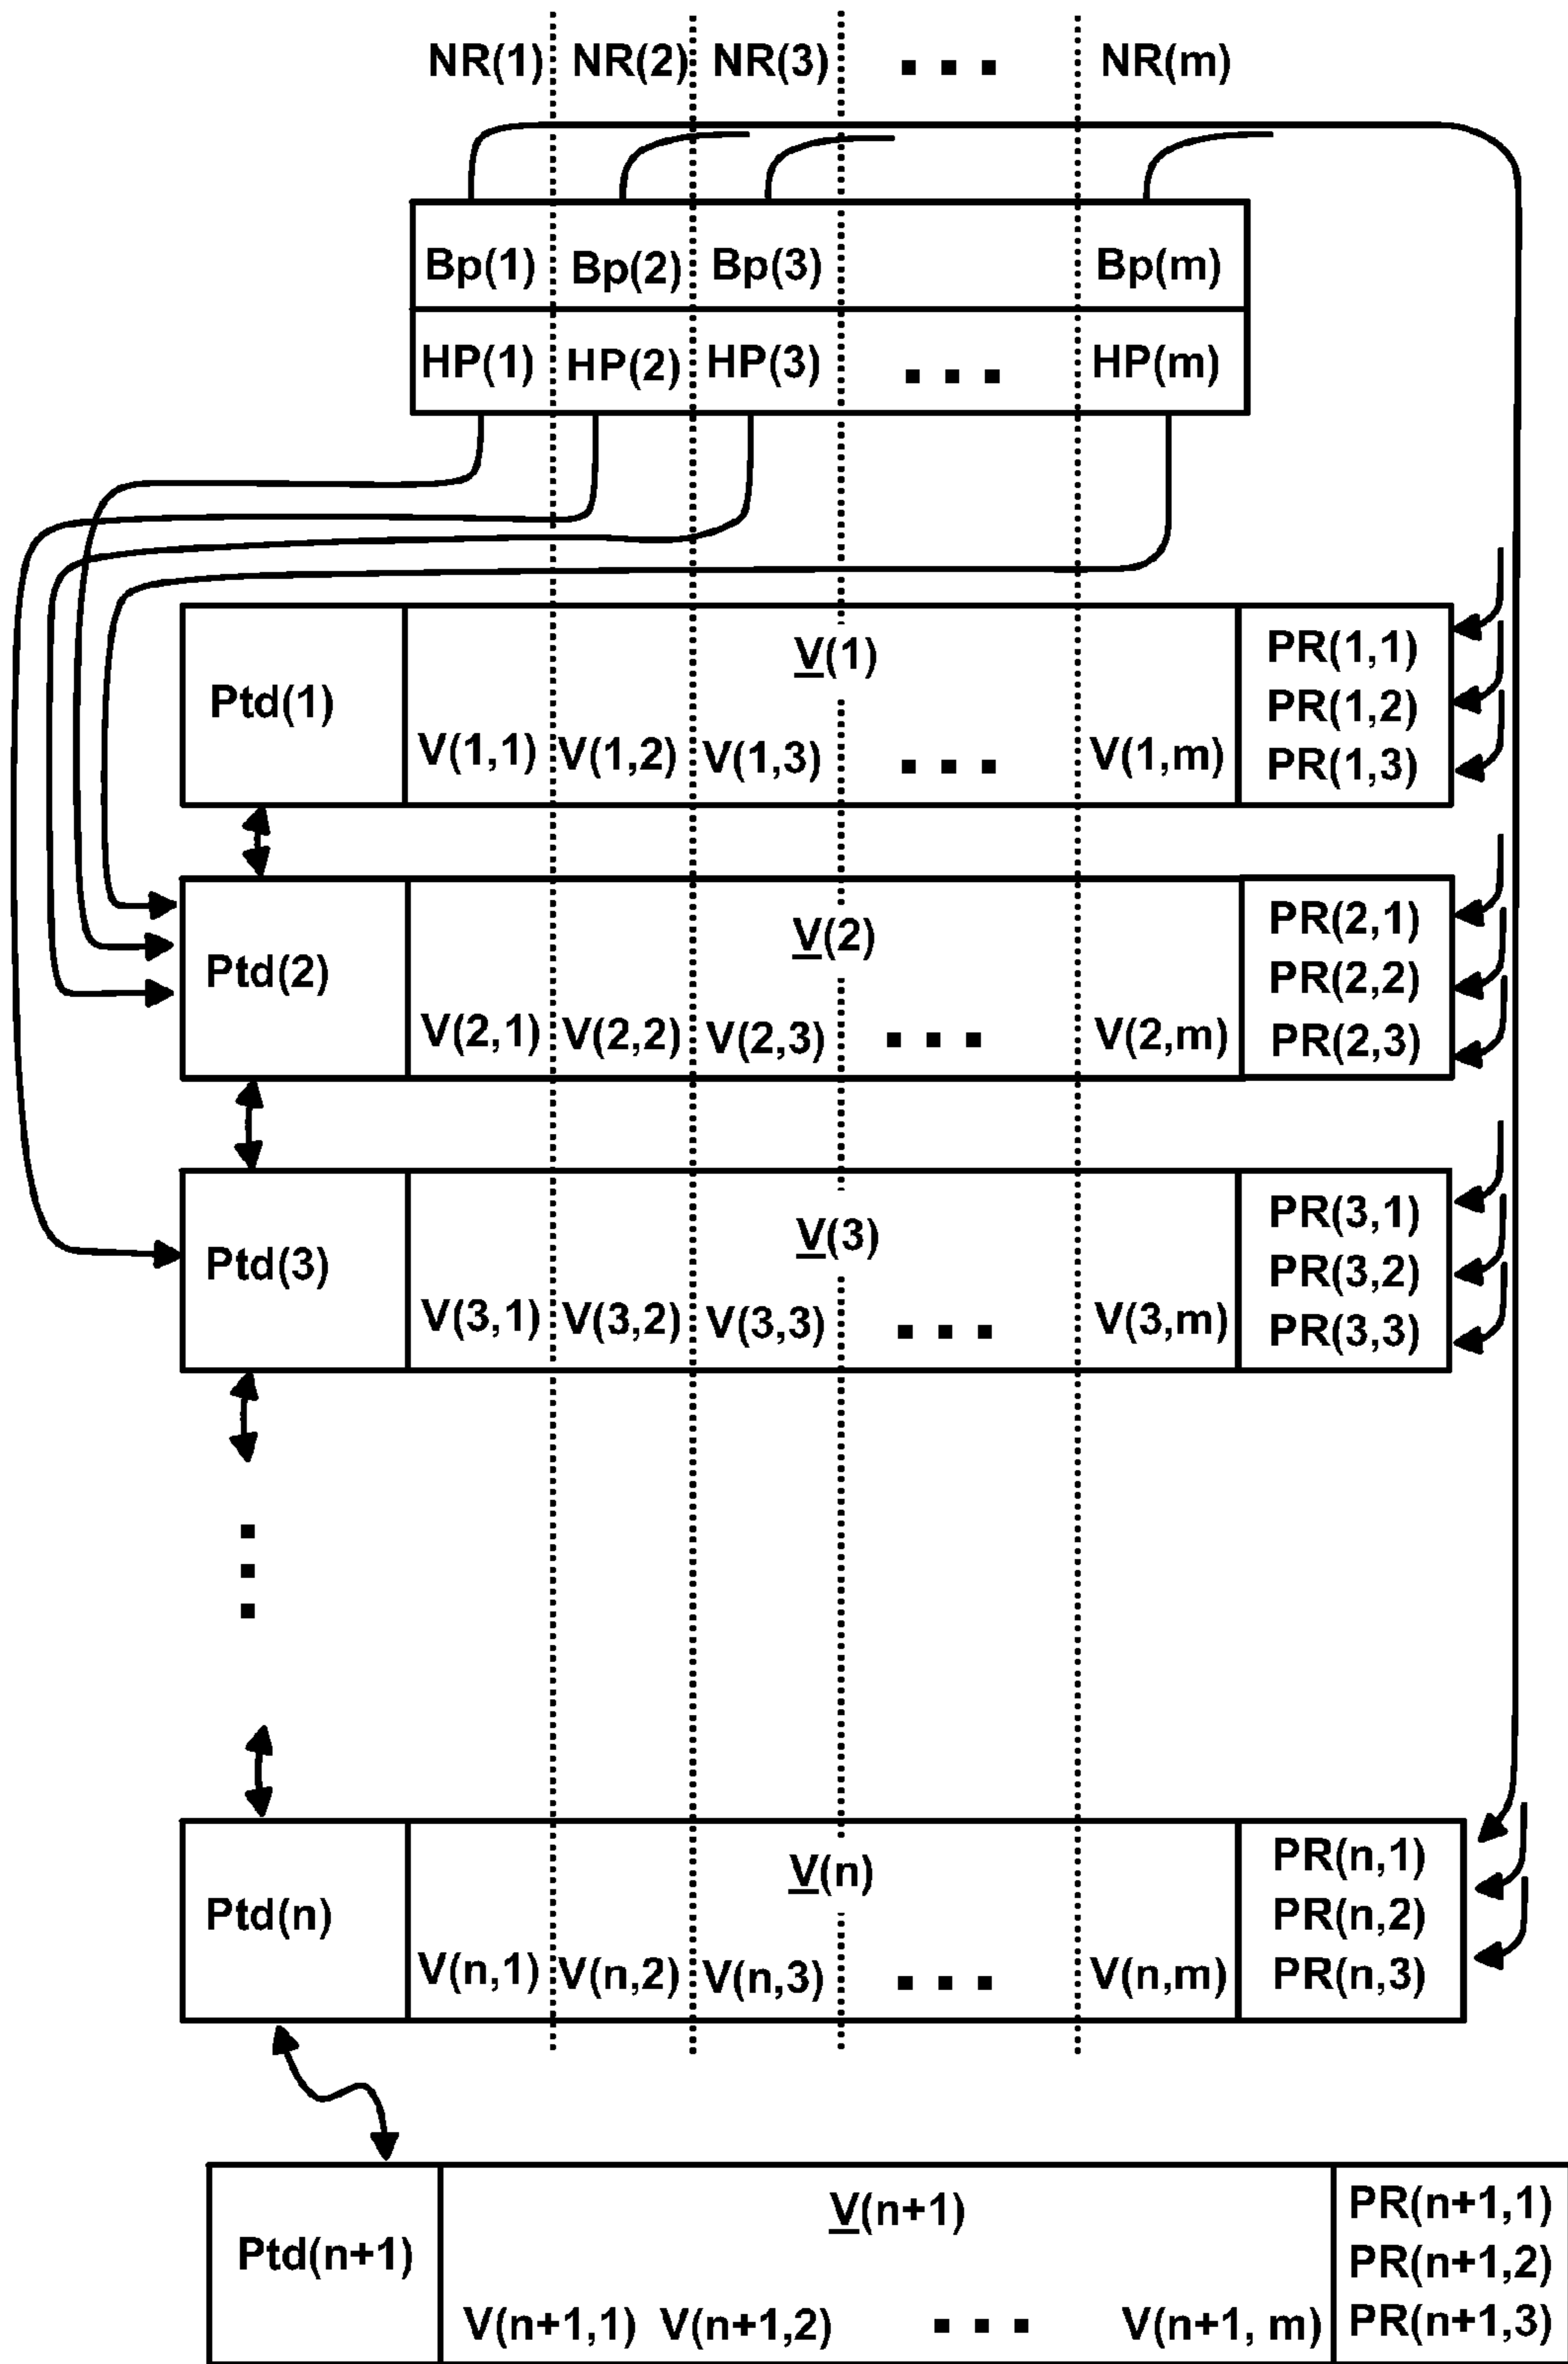 NR(1) NR(2) NR(3) ... NR(m)
Bp(1) Bp(2) Bp(3) Bp(m)
HP(1) HP(2) HP(3) ... HP(m)
V(1)
Ptd(1)
V(1,1) V(1,2) V(1,3) ... V(1,m)
PR(1,1)
PR(1,2)
PR(1,3)
V(2)
Ptd(2)
V(2,1) V(2,2) V(2,3) ... V(2,m)
PR(2,1)
PR(2,2)
PR(2,3)
V(3)
Ptd(3)
V(3,1) V(3,2) V(3,3) ... V(3,m)
PR(3,1)
PR(3,2)
PR(3,3)
V(n)
Ptd(n)
V(n,1) V(n,2) V(n,3) ... V(n,m)
PR(n,1)
PR(n,2)
PR(n,3)
V(n+1)
Ptd(n+1)
V(n+1,1) V(n+1,2) ... V(n+1, m)
PR(n+1,1)
PR(n+1,2)
PR(n+1,3)